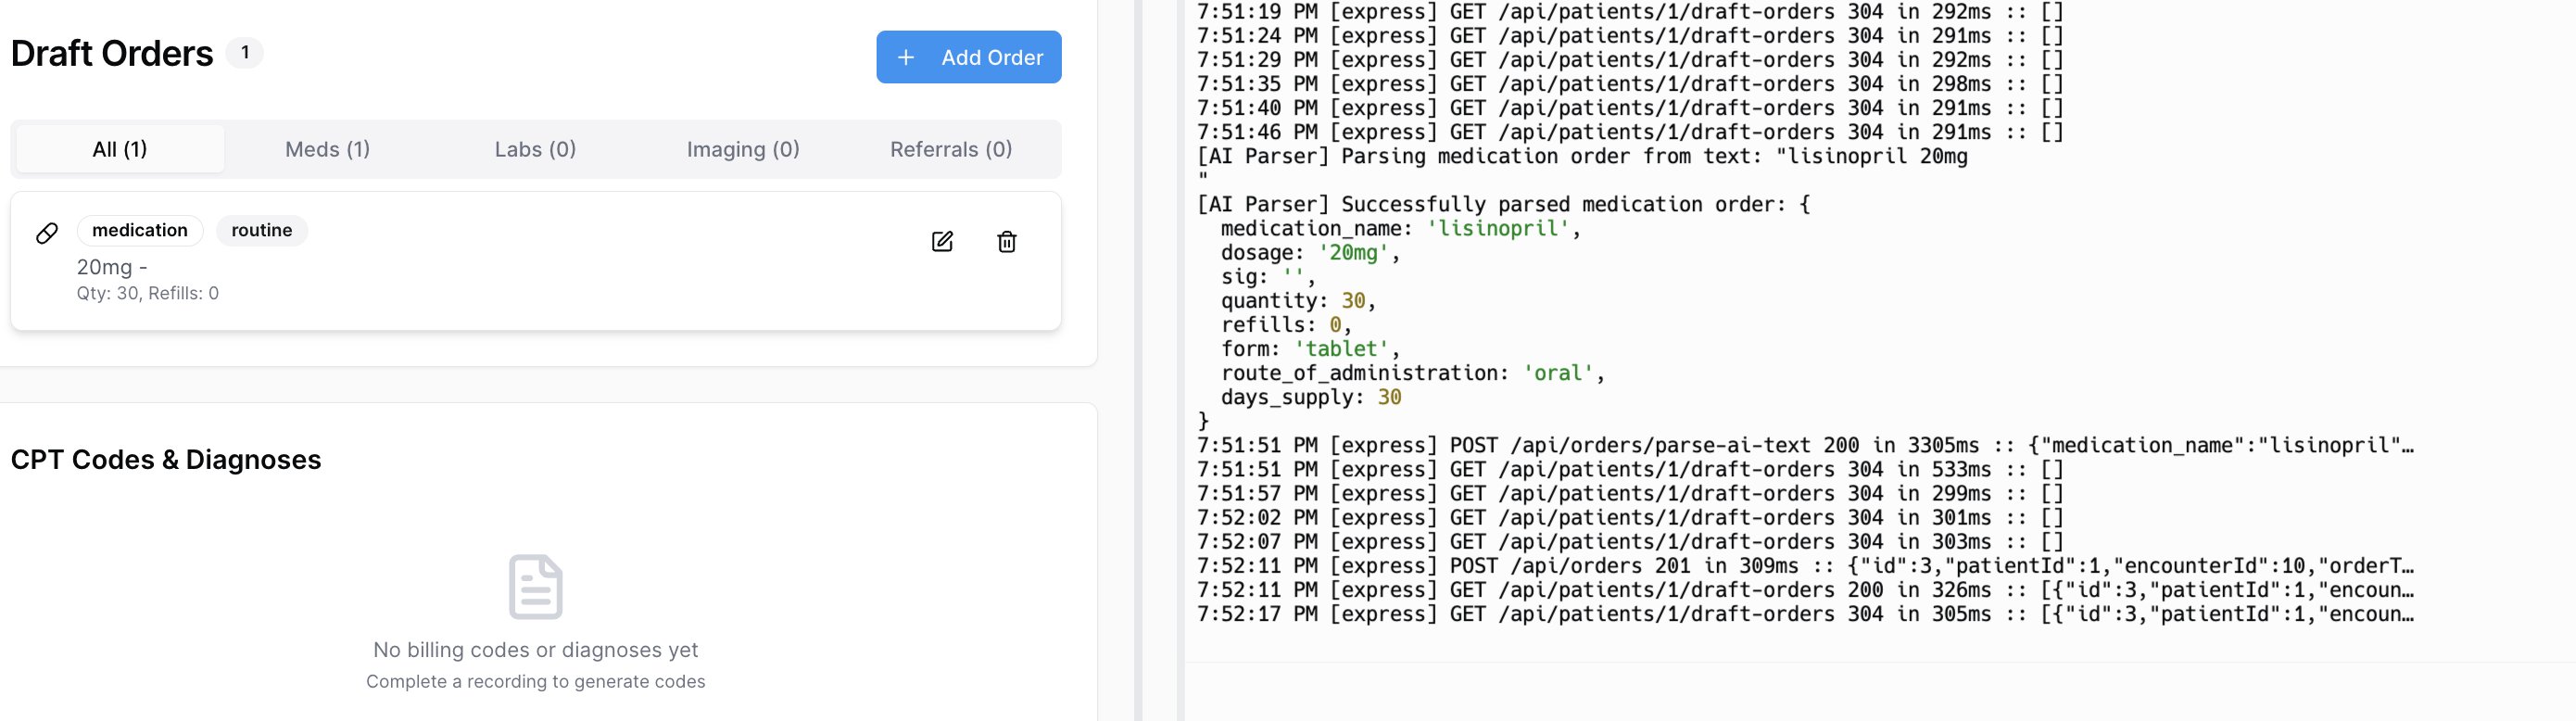 Draft Orders 1
+ Add Order
All (1) Meds (1) Labs (0) Imaging (0) Referrals (0)
medication routine
20mg -
Qty: 30, Refills: 0
CPT Codes & Diagnoses
No billing codes or diagnoses yet
Complete a recording to generate codes
7:51:19 PM [express] GET /api/patients/1/draft-orders 304 in 292ms :: []
7:51:24 PM [express] GET /api/patients/1/draft-orders 304 in 291ms :: []
7:51:29 PM [express] GET /api/patients/1/draft-orders 304 in 292ms :: []
7:51:35 PM [express] GET /api/patients/1/draft-orders 304 in 298ms :: []
7:51:40 PM [express] GET /api/patients/1/draft-orders 304 in 291ms :: []
7:51:46 PM [express] GET /api/patients/1/draft-orders 304 in 291ms :: []
[AI Parser] Parsing medication order from text: "lisinopril 20mg
"
[AI Parser] Successfully parsed medication order: {
  medication_name: 'lisinopril',
  dosage: '20mg',
  sig: '',
  quantity: 30,
  refills: 0,
  form: 'tablet',
  route_of_administration: 'oral',
  days_supply: 30
}
7:51:51 PM [express] POST /api/orders/parse-ai-text 200 in 3305ms :: {"medication_name":"lisinopril"…
7:51:51 PM [express] GET /api/patients/1/draft-orders 304 in 533ms :: []
7:51:57 PM [express] GET /api/patients/1/draft-orders 304 in 299ms :: []
7:52:02 PM [express] GET /api/patients/1/draft-orders 304 in 301ms :: []
7:52:07 PM [express] GET /api/patients/1/draft-orders 304 in 303ms :: []
7:52:11 PM [express] POST /api/orders 201 in 309ms :: {"id":3,"patientId":1,"encounterId":10,"orderT…
7:52:11 PM [express] GET /api/patients/1/draft-orders 200 in 326ms :: [{"id":3,"patientId":1,"encoun…
7:52:17 PM [express] GET /api/patients/1/draft-orders 304 in 305ms :: [{"id":3,"patientId":1,"encoun…